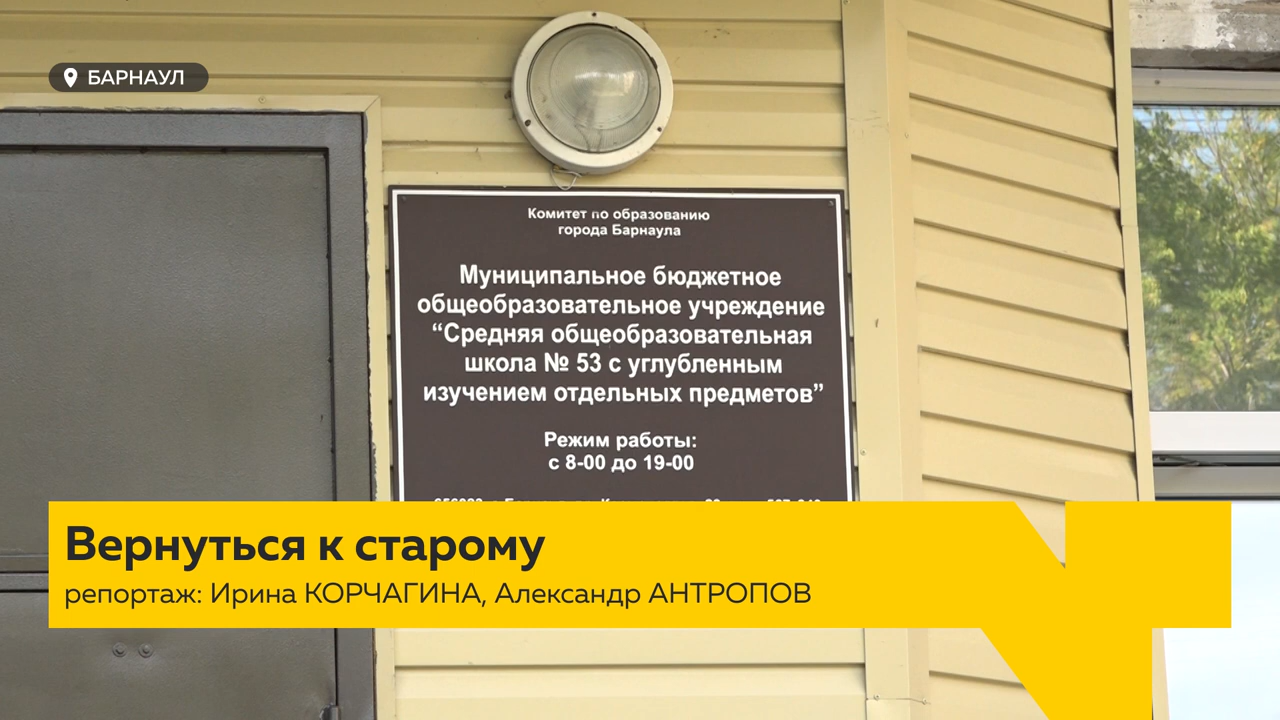 БАРНАУЛ
Комитет по образованию
города Барнаула
Муниципальное бюджетное
общеобразовательное учреждение
“Средняя общеобразовательная
школа № 53 с углубленным
изучением отдельных предметов”
Режим работы:
с 8-00 до 19-00
Вернуться к старому
репортаж: Ирина КОРЧАГИНА, Александр АНТРОПОВ